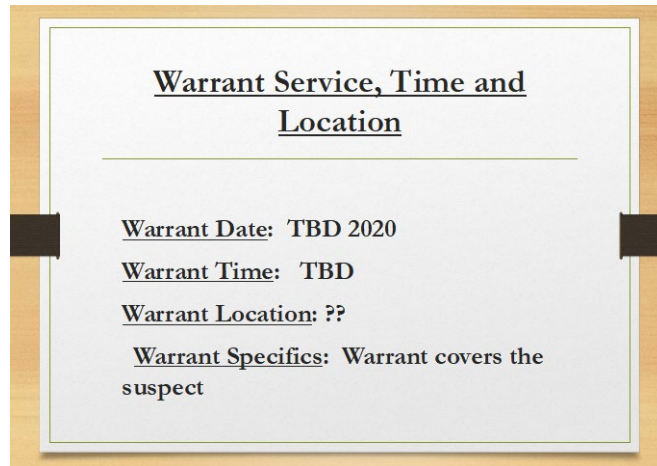 Warrant Service, Time and
Location
Warrant Date:  TBD 2020
Warrant Time:   TBD
Warrant Location: ??
Warrant Specifics:  Warrant covers the
suspect